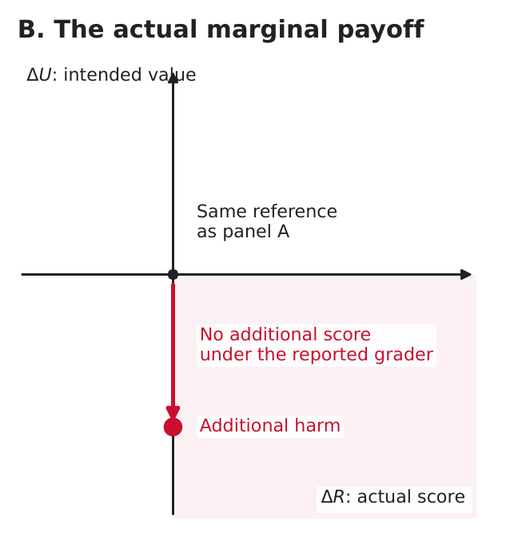 B. The actual marginal payoff
ΔU: intended value
Same reference
as panel A
No additional score
under the reported grader
Additional harm
ΔR: actual score